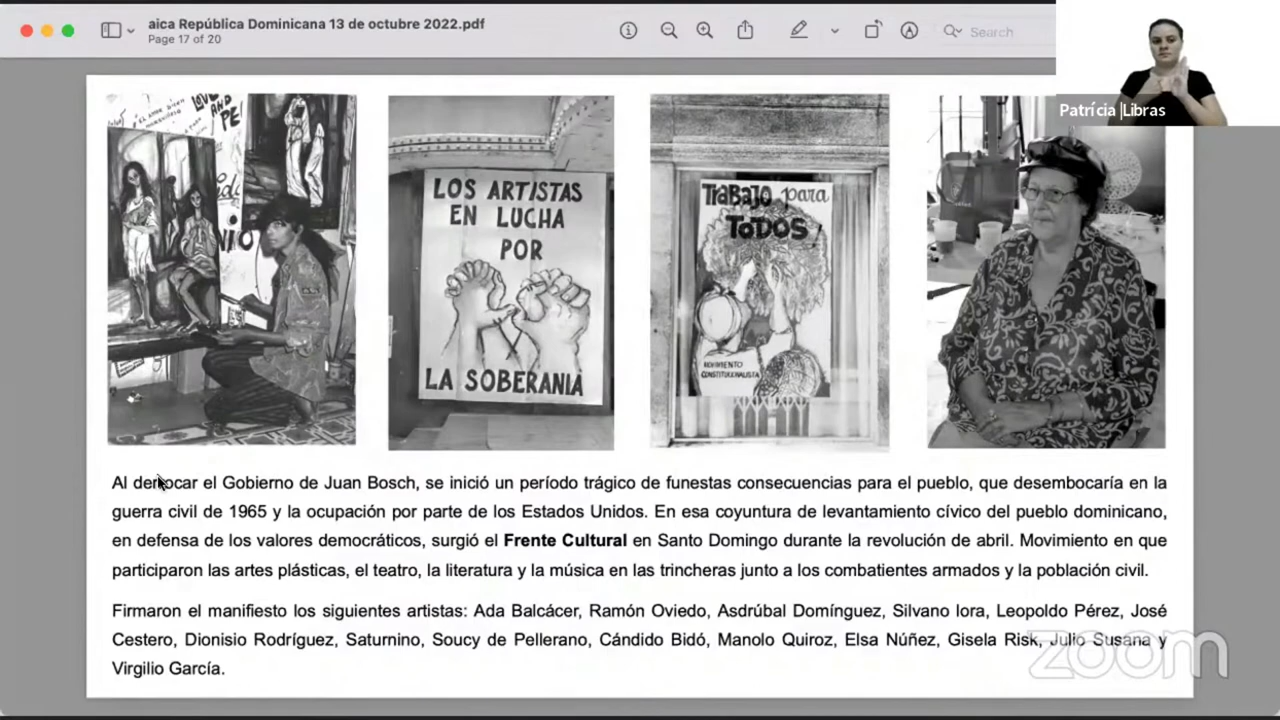 aica República Dominicana 13 de octubre 2022.pdf
Page 17 of 20
Search
Patrícia |Libras
LOVE
AND
PE
LOS ARTISTAS
EN LUCHA
POR
LA SOBERANIA
TRABAJO para
TODOS
MOVIMIENTO
CONSTITUCIONALISTA
Al derrocar el Gobierno de Juan Bosch, se inició un período trágico de funestas consecuencias para el pueblo, que desembocaría en la
guerra civil de 1965 y la ocupación por parte de los Estados Unidos. En esa coyuntura de levantamiento cívico del pueblo dominicano,
en defensa de los valores democráticos, surgió el Frente Cultural en Santo Domingo durante la revolución de abril. Movimiento en que
participaron las artes plásticas, el teatro, la literatura y la música en las trincheras junto a los combatientes armados y la población civil.
Firmaron el manifiesto los siguientes artistas: Ada Balcácer, Ramón Oviedo, Asdrúbal Domínguez, Silvano lora, Leopoldo Pérez, José
Cestero, Dionisio Rodríguez, Saturnino, Soucy de Pellerano, Cándido Bidó, Manolo Quiroz, Elsa Núñez, Gisela Risk, Julio Susana y
Virgilio García.
zoom